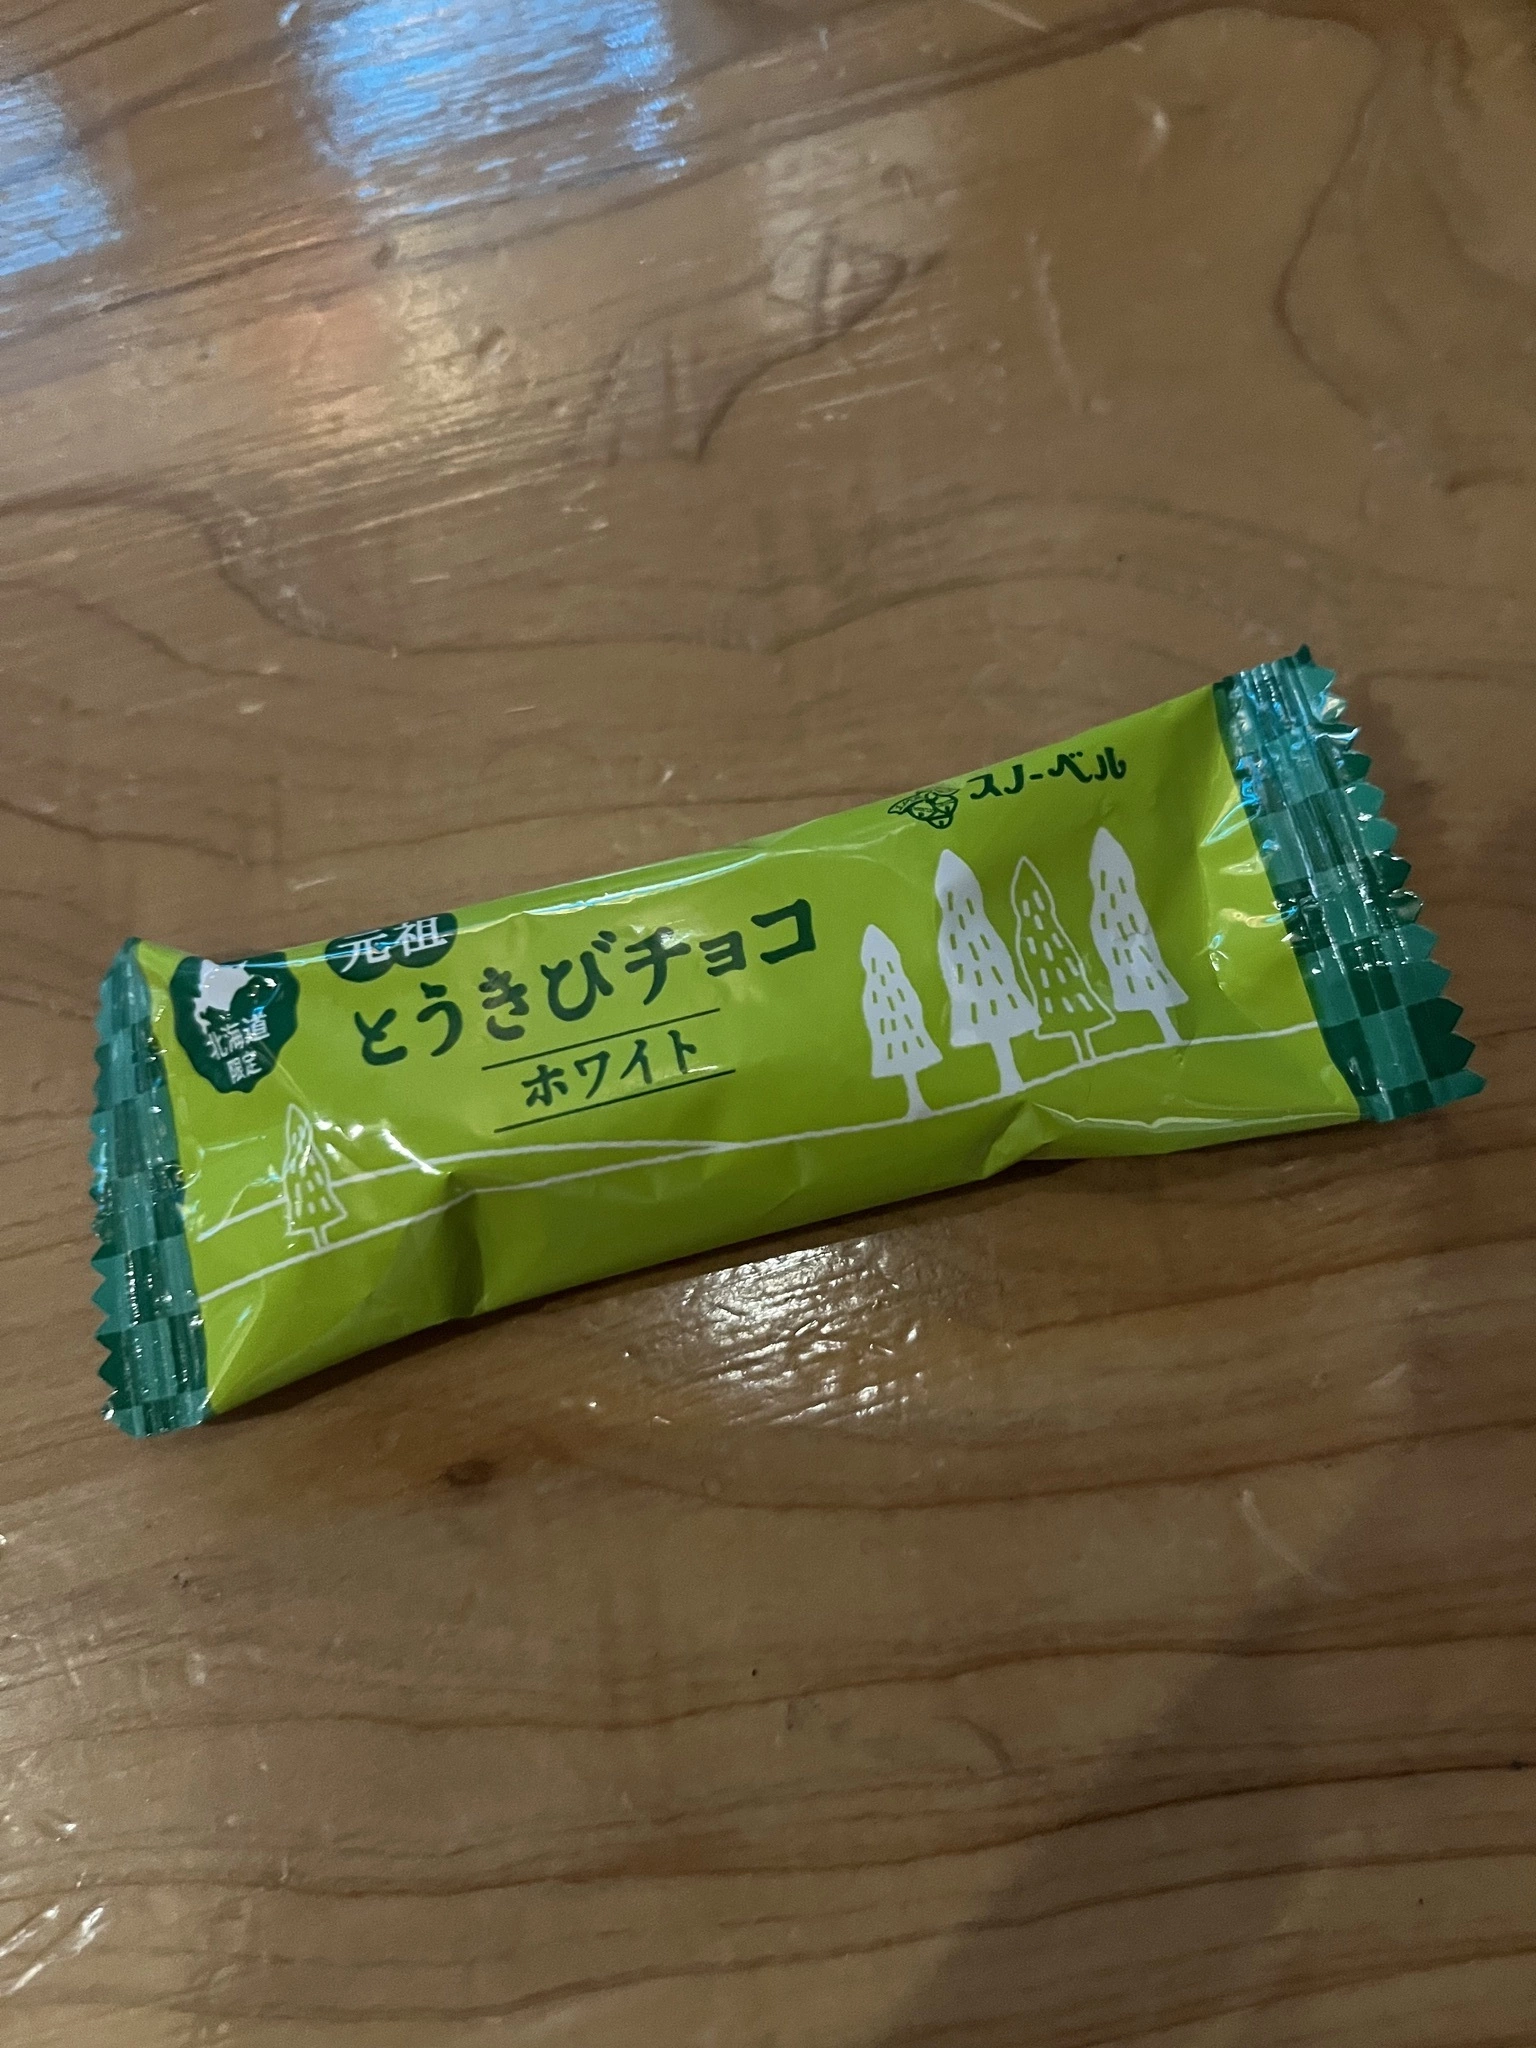 スノーベル
元祖
とうきびチョコ
ホワイト
北海道
限定